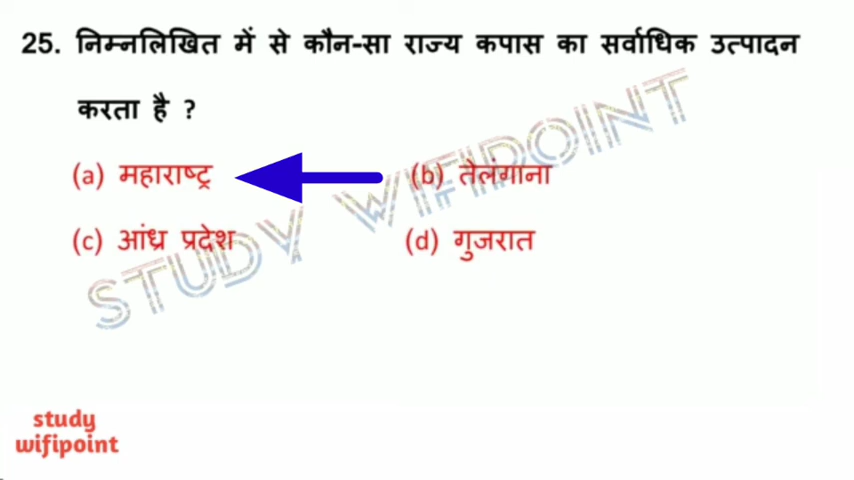 25. निम्नलिखित में से कौन-सा राज्य कपास का सर्वाधिक उत्पादन
करता है ?
(a) महाराष्ट्र (b) तेलंगाना
(c) आंध्र प्रदेश (d) गुजरात
STUDY WIFIPOINT
study
wifipoint